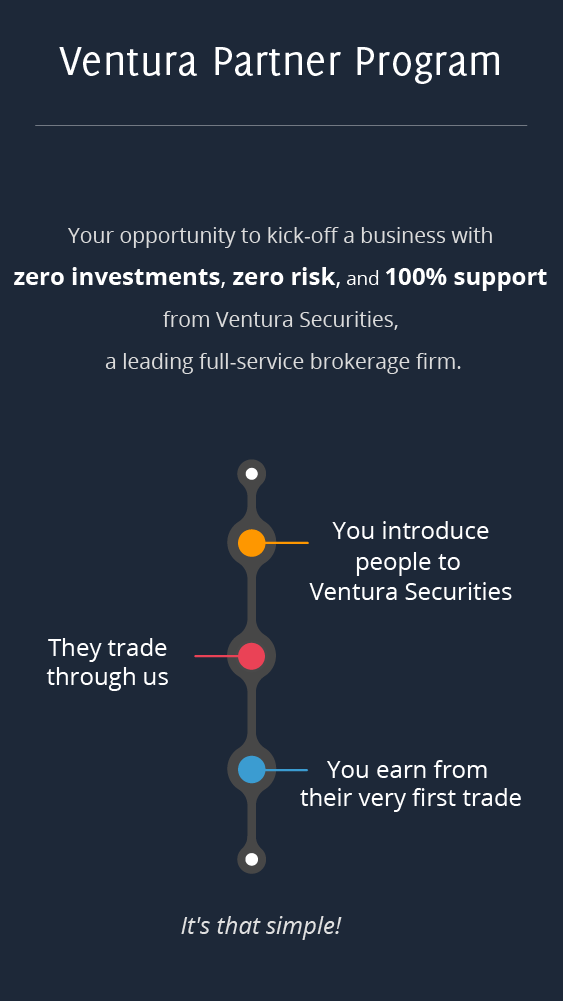 Ventura Partner Program
Your opportunity to kick-off a business with
zero investments, zero risk, and 100% support
from Ventura Securities,
a leading full-service brokerage firm.
You introduce
people to
Ventura Securities
They trade
through us
You earn from
their very first trade
It's that simple!